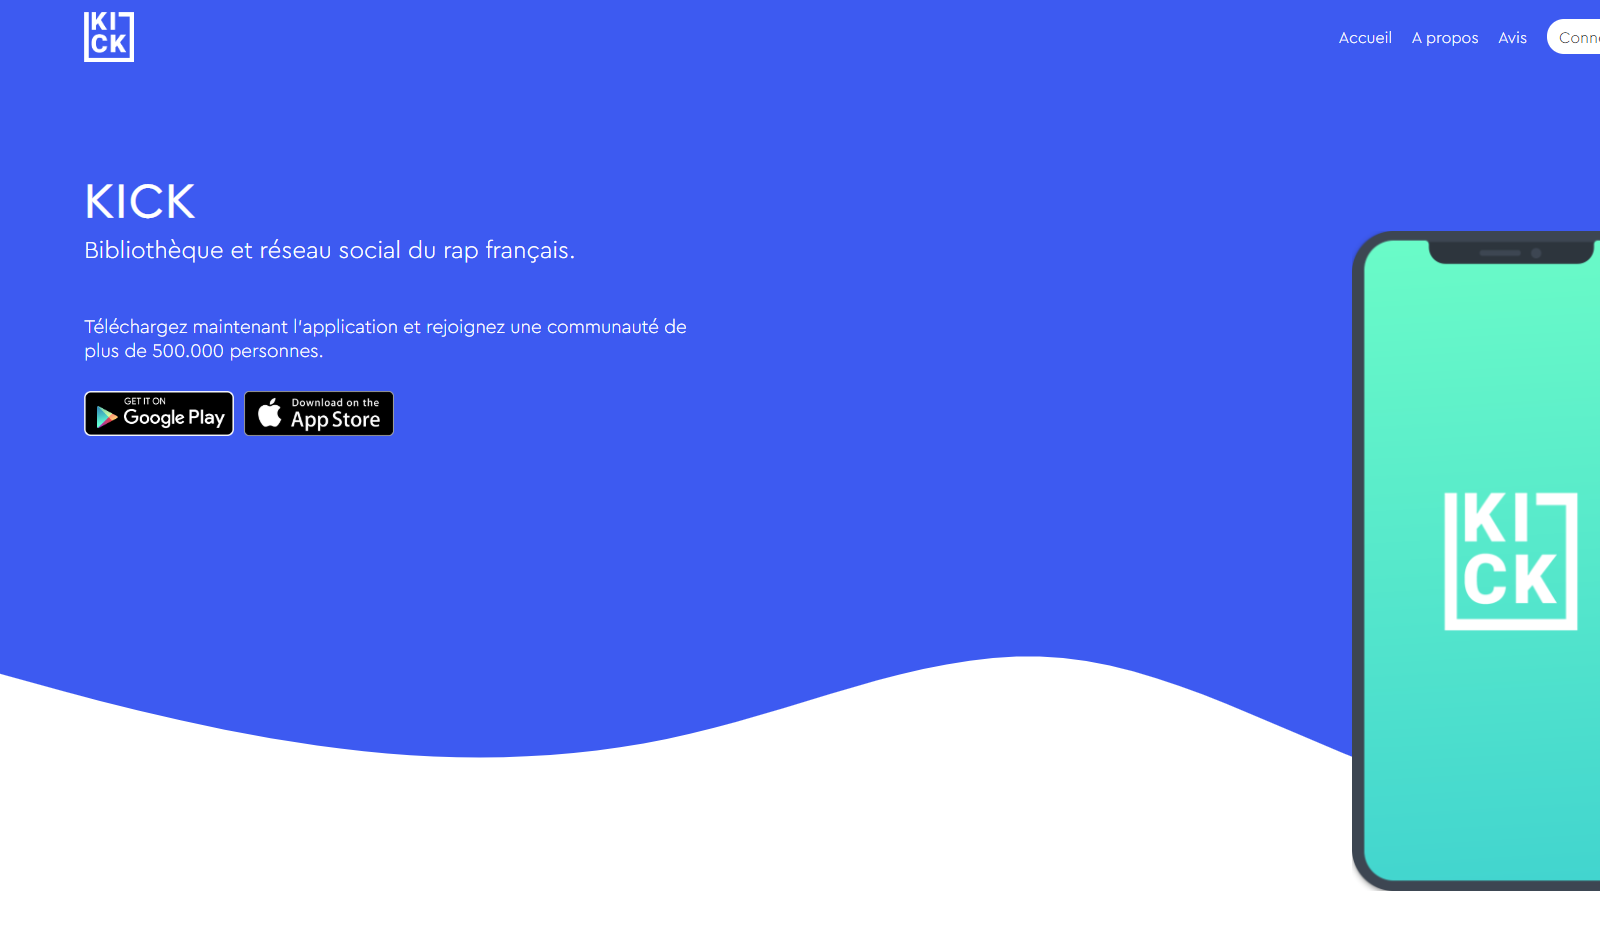 KI
CK
Accueil
A propos
Avis
KICK
Bibliothèque et réseau social du rap français.
Téléchargez maintenant l'application et rejoignez une communauté de
plus de 500.000 personnes.
GET IT ON
Google Play
Download on the
App Store
KI
CK